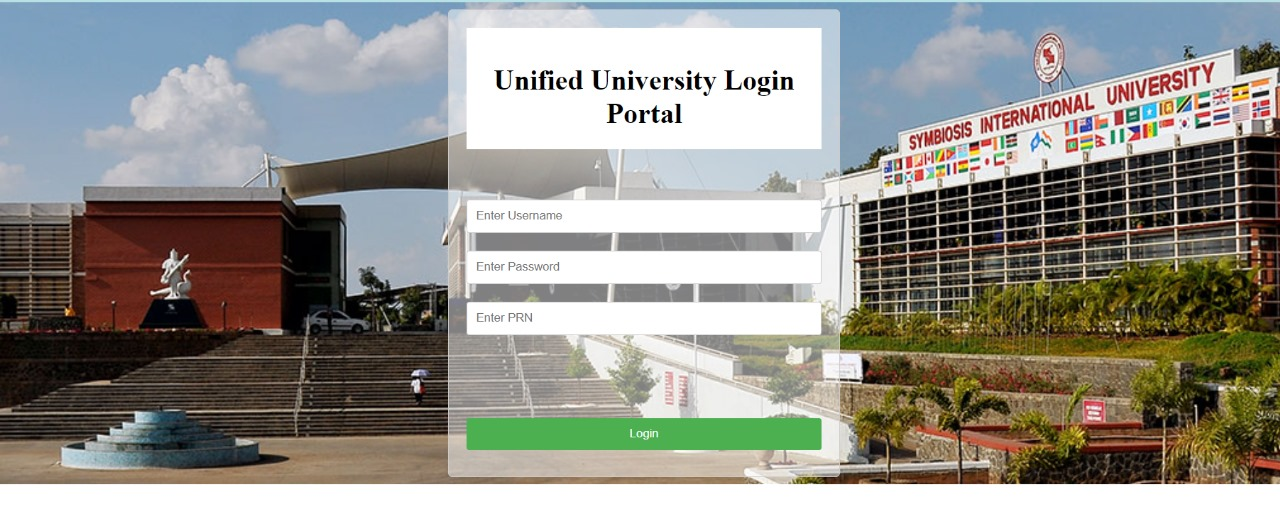 Unified University Login
Portal
SYMBIOSIS INTERNATIONAL UNIVERSITY
Enter Username
Enter Password
Enter PRN
Login